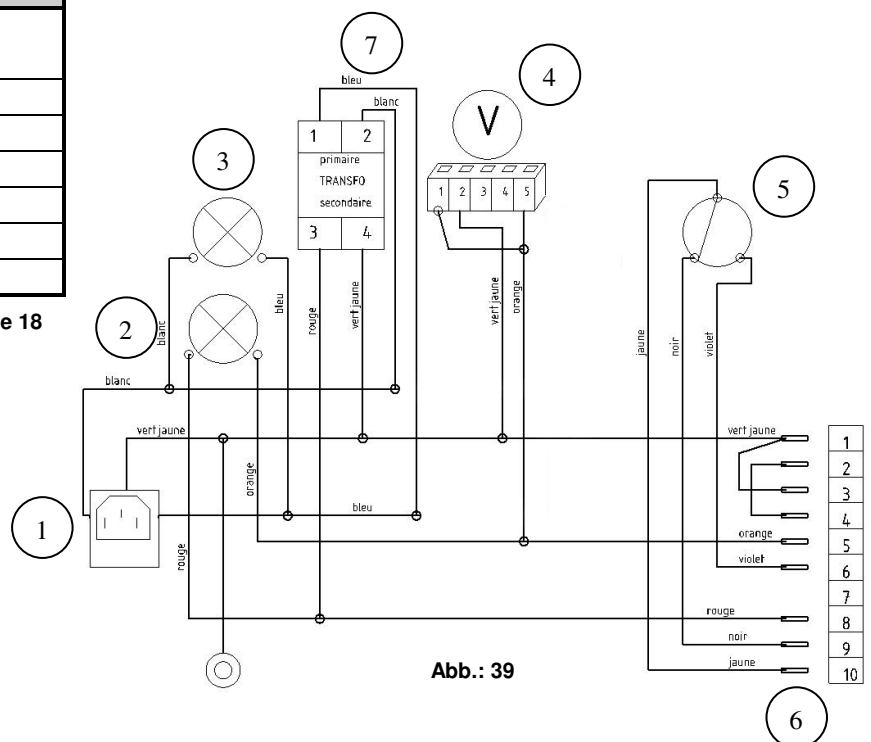 e 18
7
4
bleu
blanc
3
1 2
primaire
TRANSFO
secondaire
3 4
V
1 2 3 4 5
5
2
blanc
bleu
rouge
vert jaune
vert jaune
orange
jaune
noir
violet
blanc
vert jaune
vert jaune
1
2
3
4
orange
5
violet
6
7
rouge
8
noir
9
jaune
10
1
orange
bleu
rouge
Abb.: 39
6